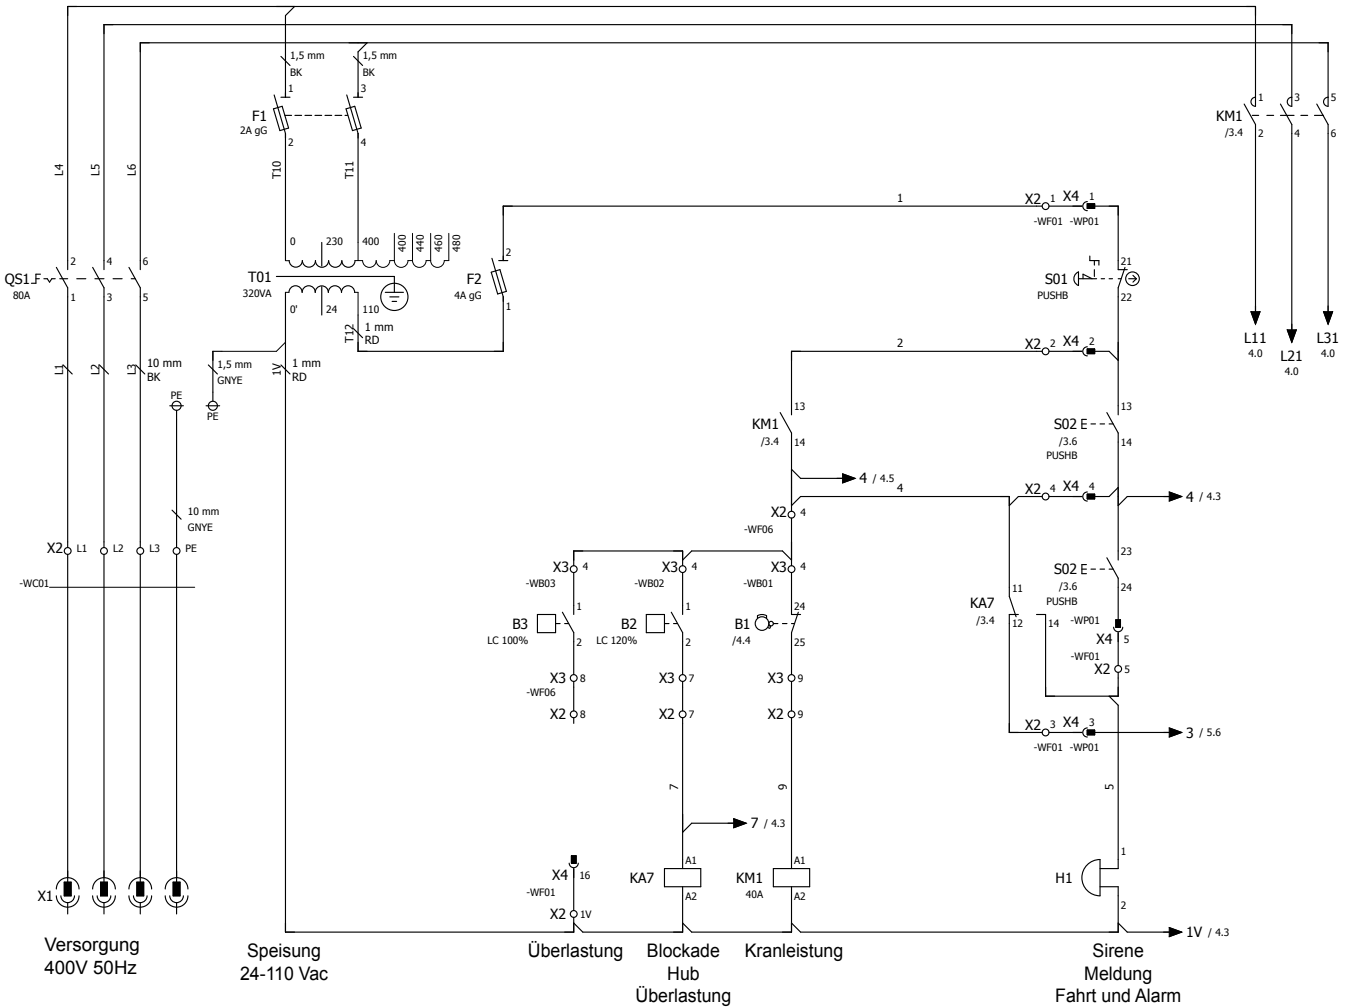 1,5 mm
BK
1,5 mm
BK
F1
2A gG
1
2
3
4
KM1
/3.4
1
2
3
4
5
6
L4
L5
L6
T10
T11
1
X2
1
X4
1
-WF01
-WP01
0
230
400
400
440
460
480
QS1
80A
2
1
4
3
6
5
T01
320VA
0'
24
110
F2
4A gG
2
1
S01
PUSHB
21
22
T12
1 mm
RD
L11
4.0
L21
4.0
L31
4.0
L1
L2
L3
10 mm
BK
1,5 mm
GNYE
1V
1 mm
RD
2
X2
2
X4
2
PE
PE
KM1
/3.4
13
14
S02
/3.6
PUSHB
13
14
4 / 4.5
4
X2
4
X4
4
4 / 4.3
10 mm
GNYE
X2
4
-WF06
X2
L1
L2
L3
PE
-WC01
X3
4
-WB03
X3
4
-WB02
X3
4
-WB01
S02
/3.6
PUSHB
23
24
B3
LC 100%
1
2
B2
LC 120%
1
2
B1
/4.4
24
25
KA7
/3.4
11
12
14
-WP01
X4
5
-WF01
X2
5
X3
8
-WF06
X2
8
X3
7
X2
7
X3
9
X2
9
X2
3
X4
3
-WF01
-WP01
3 / 5.6
7
9
5
7 / 4.3
X4
16
-WF01
X2
1V
KA7
A1
A2
KM1
40A
A1
A2
H1
1
2
X1
1V / 4.3
Versorgung
400V 50Hz
Speisung
24-110 Vac
Überlastung
Blockade
Hub
Überlastung
Kranleistung
Sirene
Meldung
Fahrt und Alarm